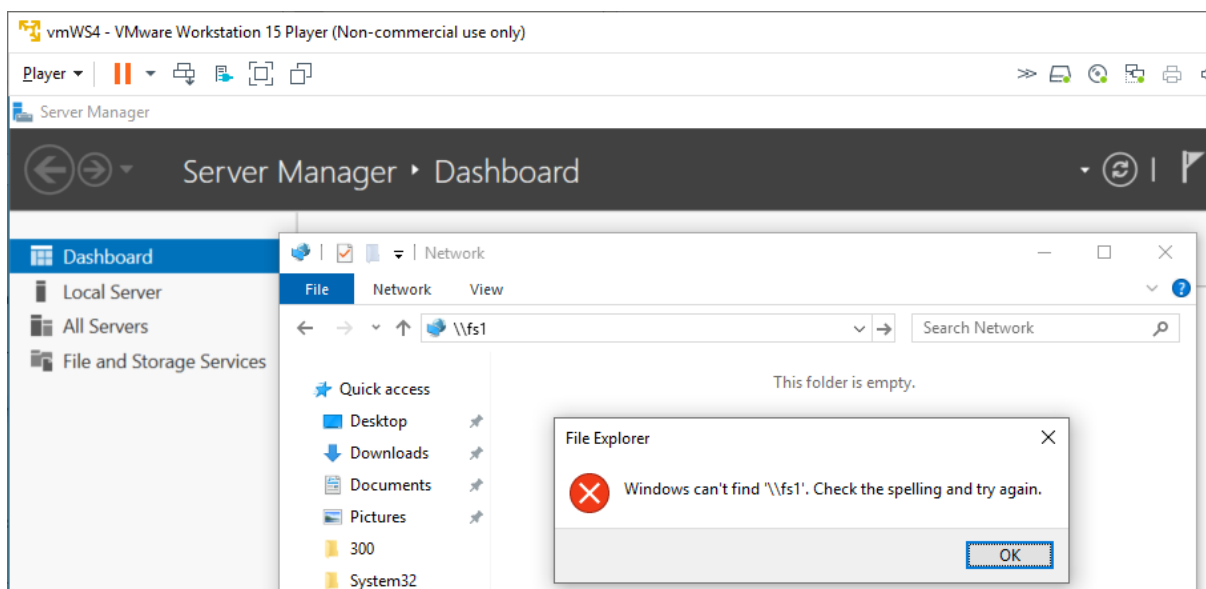 vmWS4 - VMware Workstation 15 Player (Non-commercial use only)
Player
Server Manager
Server Manager ‣ Dashboard
Dashboard
Local Server
All Servers
File and Storage Services
Network
File Network View
\\fs1
Search Network
Quick access
Desktop
Downloads
Documents
Pictures
300
System32
This folder is empty.
File Explorer
Windows can't find '\\fs1'. Check the spelling and try again.
OK